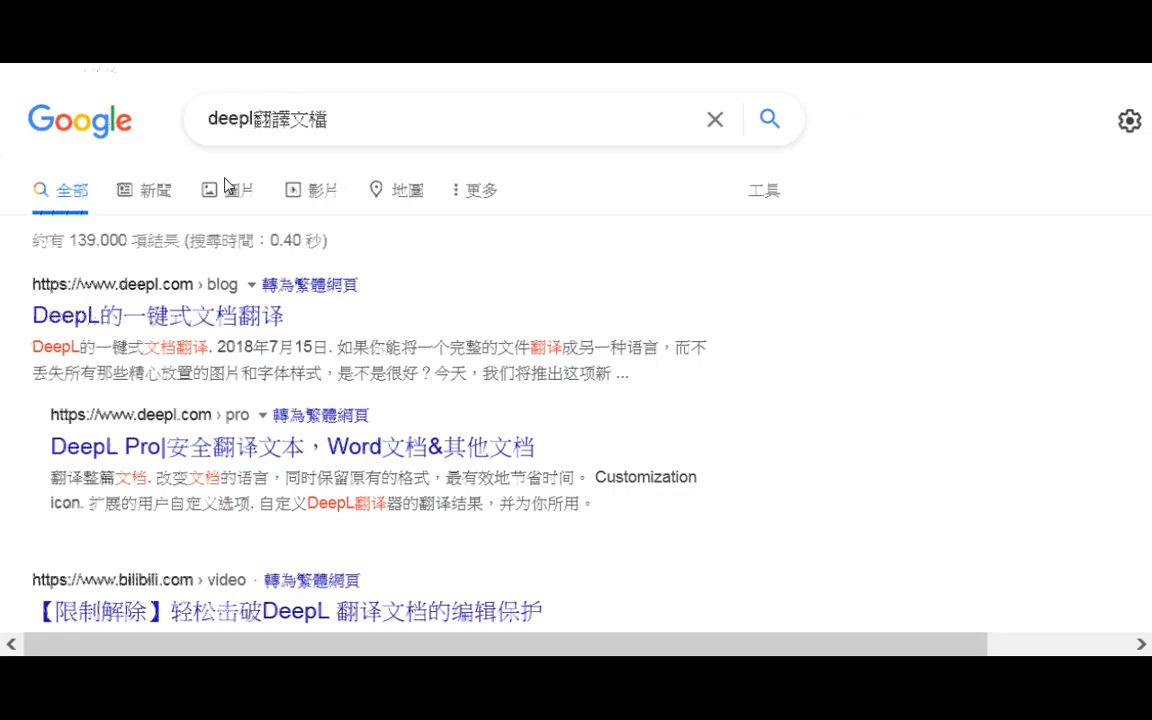 Google
deepl翻譯文檔
全部 新聞 圖片 影片 地圖 更多 工具
約有 139,000 項結果 (搜尋時間：0.40 秒)
https://www.deepl.com › blog 轉為繁體網頁
DeepL的一键式文档翻译
DeepL的一键式文档翻译. 2018年7月15日. 如果你能将一个完整的文件翻译成另一种语言，而不
丢失所有那些精心放置的图片和字体样式，是不是很好？今天，我们将推出这项新 ...
https://www.deepl.com › pro 轉為繁體網頁
DeepL Pro|安全翻译文本，Word文档&其他文档
翻译整篇文档. 改变文档的语言，同时保留原有的格式，最有效地节省时间。 Customization
icon. 扩展的用户自定义选项. 自定义DeepL翻译器的翻译结果，并为你所用。
https://www.bilibili.com › video · 轉為繁體網頁
【限制解除】轻松击破DeepL 翻译文档的编辑保护